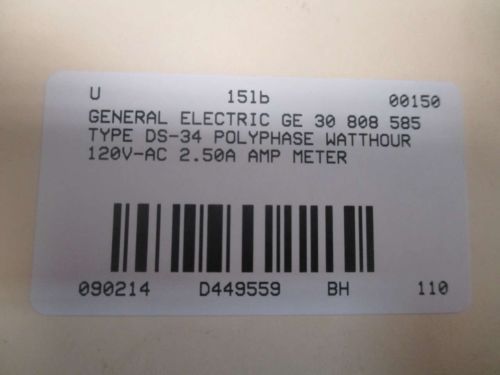 U 15lb 00150
GENERAL ELECTRIC GE 30 808 585
TYPE DS-34 POLYPHASE WATTHOUR
120V-AC 2.50A AMP METER
090214 D449559 BH 110